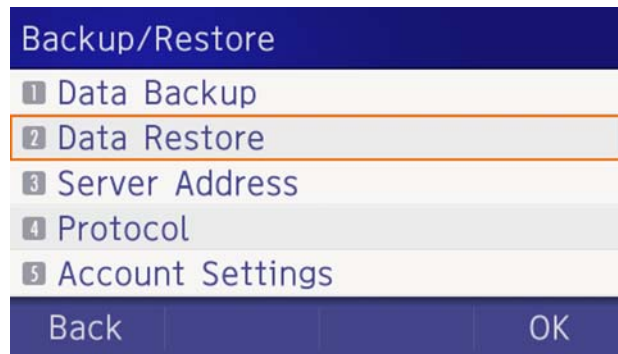 Backup/Restore
1 Data Backup
2 Data Restore
3 Server Address
4 Protocol
5 Account Settings
Back OK